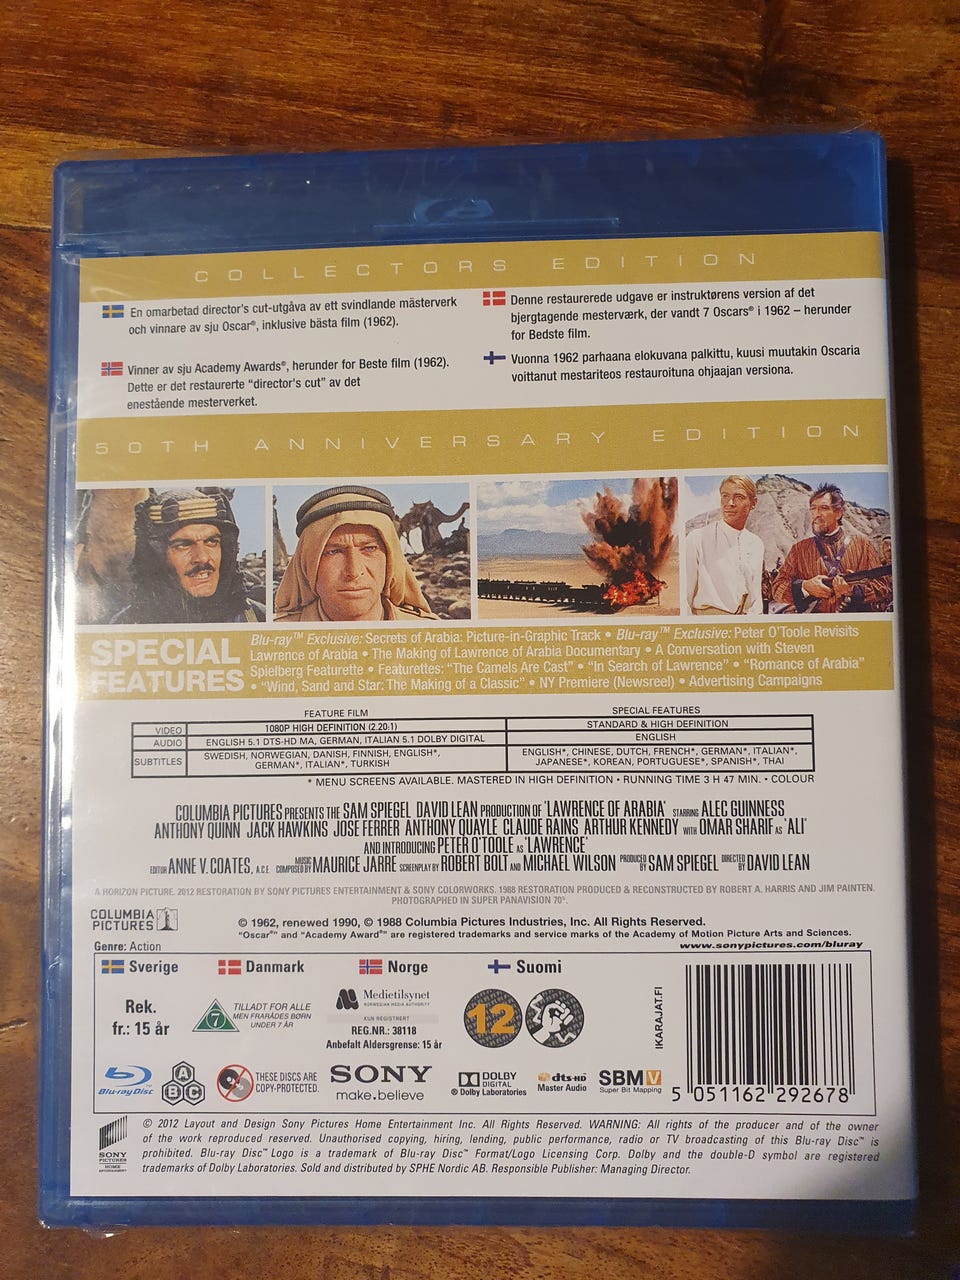 COLLECTORS EDITION
En omarbetad director's cut-utgåva av ett svindlande mästerverk
och vinnare av sju Oscar®, inklusive bästa film (1962).
Denne restaurerede udgave er instruktørens version af det
bjergtagende mesterværk, der vandt 7 Oscars® i 1962 – herunder
for Bedste film.
Vinner av sju Academy Awards®, herunder for Beste film (1962).
Dette er det restaurerte "director's cut" av det
enestående mesterverket.
Vuonna 1962 parhaana elokuvana palkittu, kuusi muutakin Oscaria
voittanut mestariteos restauroituna ohjaajan versiona.
50TH ANNIVERSARY EDITION
SPECIAL
FEATURES
Blu-ray™ Exclusive: Secrets of Arabia: Picture-in-Graphic Track • Blu-ray™ Exclusive: Peter O'Toole Revisits
Lawrence of Arabia • The Making of Lawrence of Arabia Documentary • A Conversation with Steven
Spielberg Featurette • Featurettes: "The Camels Are Cast" • "In Search of Lawrence" • "Romance of Arabia"
• "Wind, Sand and Star: The Making of a Classic" • NY Premiere (Newsreel) • Advertising Campaigns
FEATURE FILM SPECIAL FEATURES
VIDEO 1080P HIGH DEFINITION (2.20:1) STANDARD & HIGH DEFINITION
AUDIO ENGLISH 5.1 DTS-HD MA, GERMAN, ITALIAN 5.1 DOLBY DIGITAL ENGLISH
SUBTITLES SWEDISH, NORWEGIAN, DANISH, FINNISH, ENGLISH*,
GERMAN*, ITALIAN*, TURKISH
ENGLISH*, CHINESE, DUTCH, FRENCH*, GERMAN*, ITALIAN*,
JAPANESE*, KOREAN, PORTUGUESE*, SPANISH*, THAI
* MENU SCREENS AVAILABLE. MASTERED IN HIGH DEFINITION • RUNNING TIME 3 H 47 MIN. • COLOUR
COLUMBIA PICTURES PRESENTS THE SAM SPIEGEL DAVID LEAN PRODUCTION OF 'LAWRENCE OF ARABIA' STARRING ALEC GUINNESS
ANTHONY QUINN JACK HAWKINS JOSE FERRER ANTHONY QUAYLE CLAUDE RAINS ARTHUR KENNEDY WITH OMAR SHARIF AS 'ALI'
AND INTRODUCING PETER O'TOOLE AS 'LAWRENCE'
EDITOR ANNE V. COATES, A.C.E. MUSIC COMPOSED BY MAURICE JARRE SCREENPLAY BY ROBERT BOLT AND MICHAEL WILSON PRODUCED BY SAM SPIEGEL DIRECTED BY DAVID LEAN
A HORIZON PICTURE. 2012 RESTORATION BY SONY PICTURES ENTERTAINMENT & SONY COLORWORKS. 1988 RESTORATION PRODUCED & RECONSTRUCTED BY ROBERT A. HARRIS AND JIM PAINTEN.
PHOTOGRAPHED IN SUPER PANAVISION 70®.
COLUMBIA
PICTURES
© 1962, renewed 1990, © 1988 Columbia Pictures Industries, Inc. All Rights Reserved.
"Oscar®" and "Academy Award®" are registered trademarks and service marks of the Academy of Motion Picture Arts and Sciences.
Genre: Action
www.sonypictures.com/bluray
Sverige Danmark Norge Suomi
Rek.
fr.: 15 år
7
TILLADT FOR ALLE
MEN FRARÅDES BØRN
UNDER 7 ÅR
Medietilsynet
NORWEGIAN MEDIA AUTHORITY
KUN REGISTRERT
REG.NR.: 38118
Anbefalt Aldersgrense: 15 år
12
IKARAJAT.FI
Blu-ray Disc
A
B C
THESE DISCS ARE
COPY-PROTECTED.
SONY
make.believe
DOLBY
DIGITAL
® Dolby Laboratories
dts-HD
Master Audio
SBMV
Super Bit Mapping
5 051162 292678
SONY
PICTURES
HOME
ENTERTAINMENT
© 2012 Layout and Design Sony Pictures Home Entertainment Inc. All Rights Reserved. WARNING: All rights of the producer and of the owner
of the work reproduced reserved. Unauthorised copying, hiring, lending, public performance, radio or TV broadcasting of this Blu-ray Disc™ is
prohibited. Blu-ray Disc™ Logo is a trademark of Blu-ray Disc™ Format/Logo Licensing Corp. Dolby and the double-D symbol are registered
trademarks of Dolby Laboratories. Sold and distributed by SPHE Nordic AB. Responsible Publisher: Managing Director.